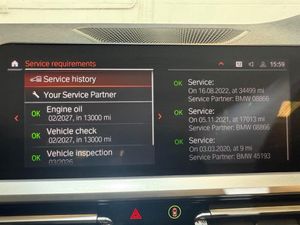 Service requirements
15:59
Service history
Your Service Partner
OK Engine oil
02/2027, in 13000 mi
OK Vehicle check
02/2027, in 13000 mi
OK Vehicle inspection
03/2026
OK Service:
On 16.08.2022, at 34499 mi
Service Partner: BMW 08866
OK Service:
On 05.11.2021, at 17013 mi
Service Partner: BMW 08866
OK Service:
On 03.03.2020, at 9 mi
Service Partner: BMW 45193